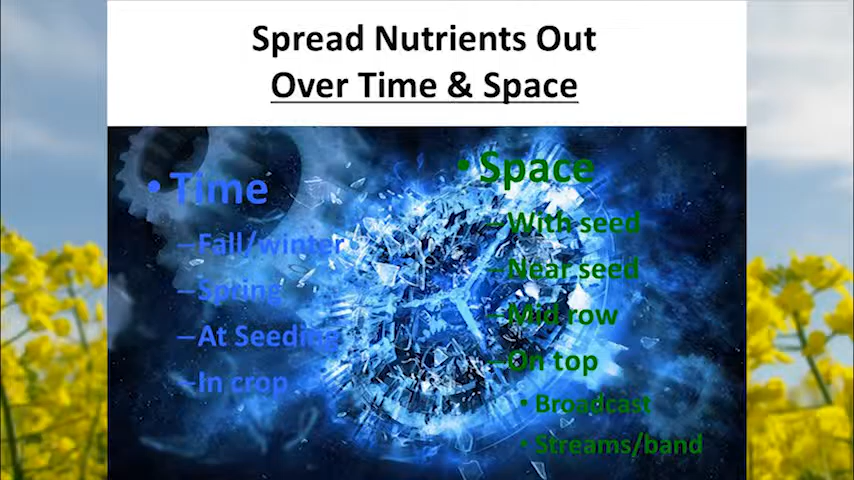 Spread Nutrients Out
Over Time & Space
• Time
–Fall/winter
–Spring
–At Seeding
–In crop
• Space
–With seed
–Near seed
–Mid row
–On top
• Broadcast
• Streams/band